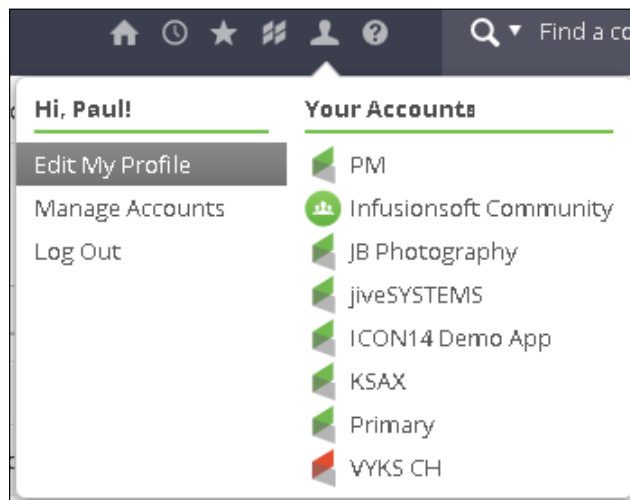 Find a co
Hi, Paul!
Edit My Profile
Manage Accounts
Log Out
Your Accounts
PM
Infusionsoft Community
JB Photography
jiveSYSTEMS
ICON14 Demo App
KSAX
Primary
VYKS CH